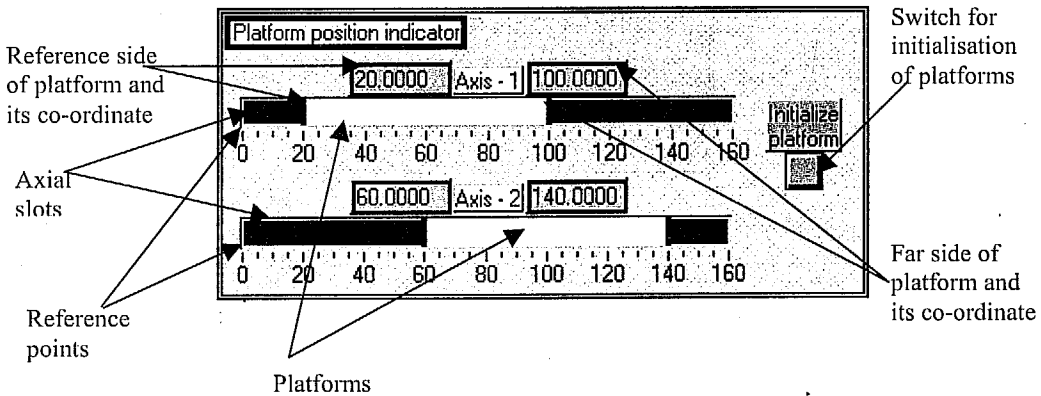 Switch for
initialisation
of platforms
Platform position indicator
Reference side
of platform and
its co-ordinate
20.0000 Axis - 1 100.0000
Initialize
platform
0 20 40 60 80 100 120 140 160
Axial
slots
60.0000 Axis - 2 140.0000
0 20 40 60 80 100 120 140 160
Far side of
platform and
its co-ordinate
Reference
points
Platforms